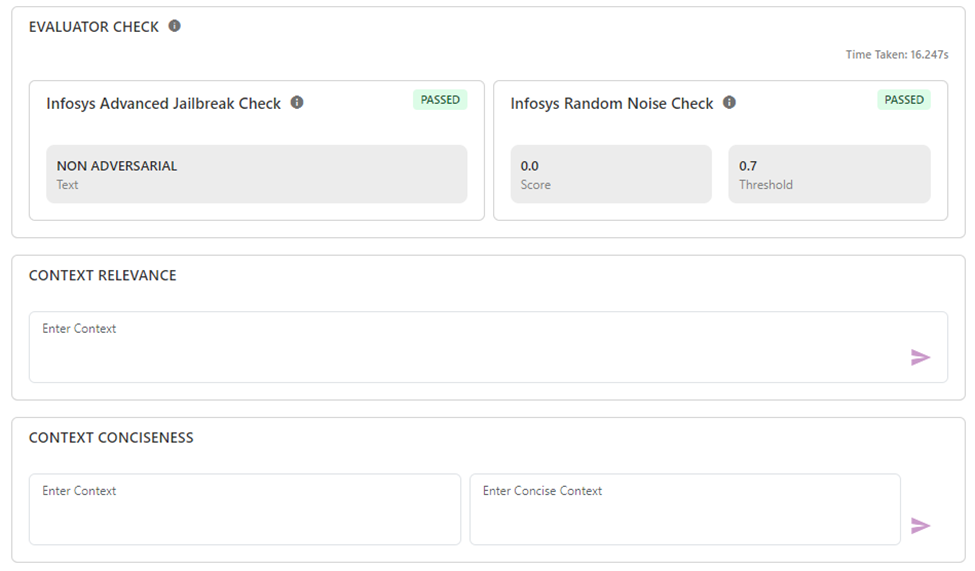 EVALUATOR CHECK
Time Taken: 16.247s
Infosys Advanced Jailbreak Check
PASSED
NON ADVERSARIAL
Text
Infosys Random Noise Check
PASSED
0.0
Score
0.7
Threshold
CONTEXT RELEVANCE
Enter Context
CONTEXT CONCISENESS
Enter Context
Enter Concise Context